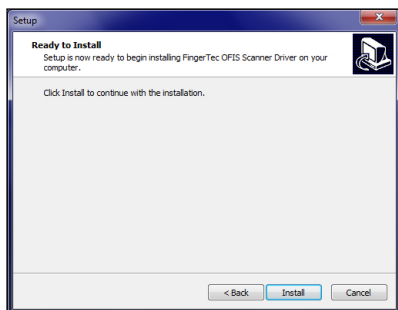 Setup
Ready to Install
Setup is now ready to begin installing FingerTec OFIS Scanner Driver on your
computer.
Click Install to continue with the installation.
< Back Install Cancel